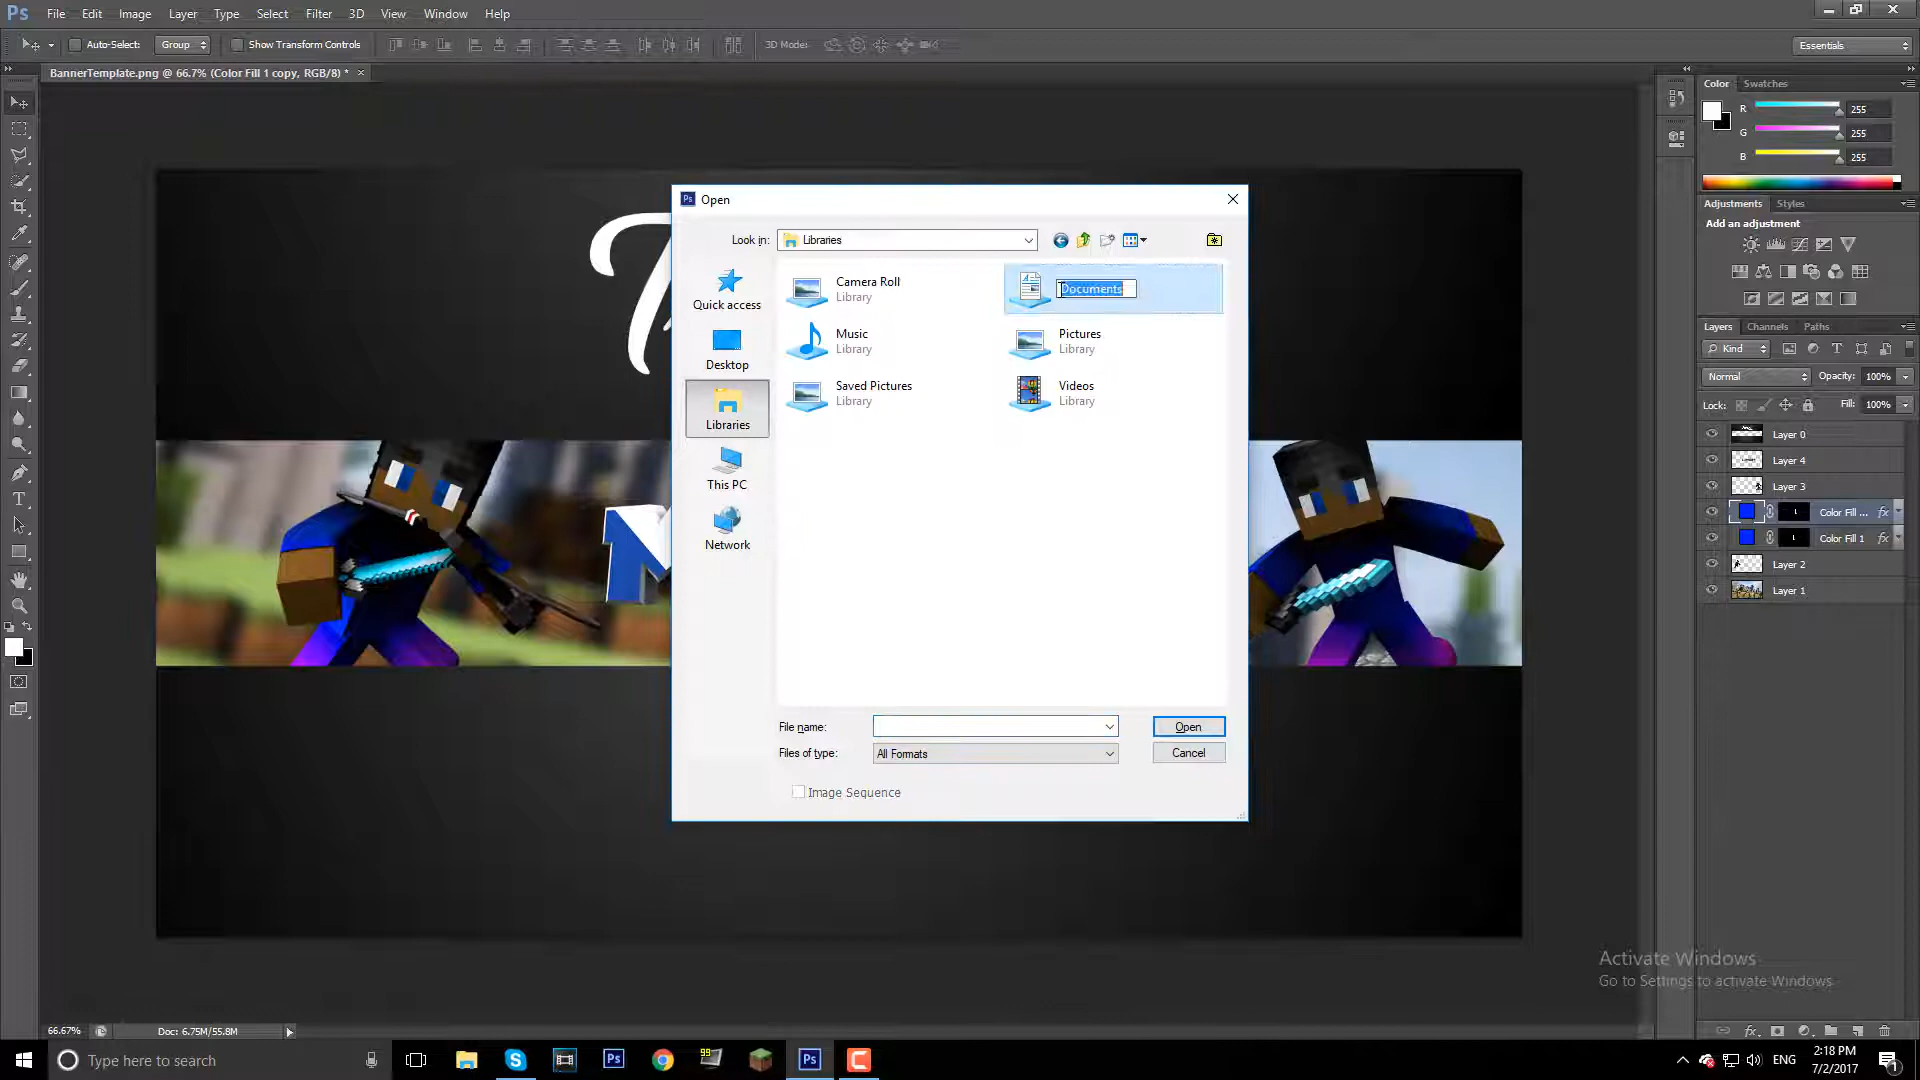 Ps File Edit Image Layer Type Select Filter 3D View Window Help
Auto-Select: Group Show Transform Controls 3D Mode: Essentials
BannerTemplate.png @ 66.7% (Color Fill 1 copy, RGB/8) *
Color Swatches
R 255
G 255
B 255
Adjustments Styles
Add an adjustment
Layers Channels Paths
Kind
Normal Opacity: 100%
Lock: Fill: 100%
Layer 0
Layer 4
Layer 3
Color Fill ... fx
Color Fill 1 fx
Layer 2
Layer 1
Ps Open
Look in: Libraries
Quick access
Desktop
Libraries
This PC
Network
Camera Roll
Library
Documents
Music
Library
Pictures
Library
Saved Pictures
Library
Videos
Library
File name: Open
Files of type: All Formats Cancel
Image Sequence
Activate Windows
Go to Settings to activate Windows.
66.67% Doc: 6.75M/55.8M
Type here to search
99
Ps
Ps
ENG
2:18 PM
7/2/2017
1